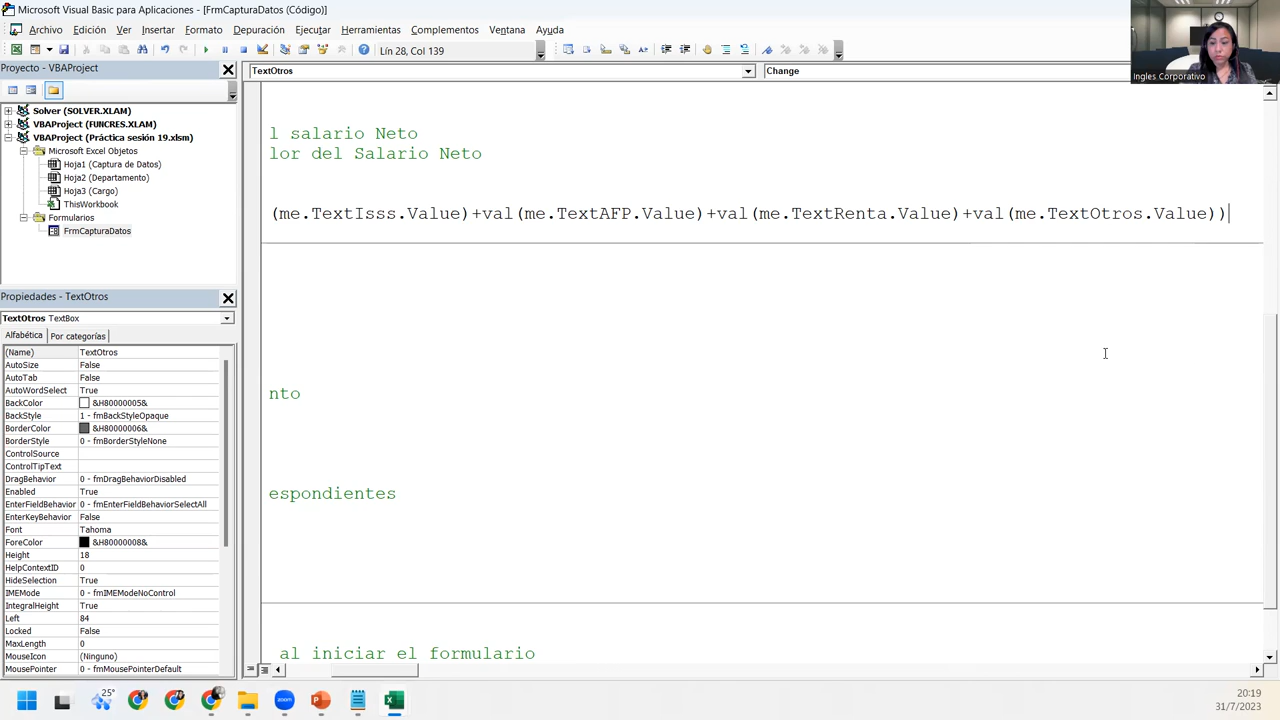 Microsoft Visual Basic para Aplicaciones - [FrmCapturaDatos (Código)]
Archivo Edición Ver Insertar Formato Depuración Ejecutar Herramientas Complementos Ventana Ayuda
Lín 28, Col 139
Ingles Corporativo
Proyecto - VBAProject
TextOtros
Change
Solver (SOLVER.XLAM)
VBAProject (FUNCRES.XLAM)
VBAProject (Práctica sesión 19.xlsm)
Microsoft Excel Objetos
Hoja1 (Captura de Datos)
Hoja2 (Departamento)
Hoja3 (Cargo)
ThisWorkbook
Formularios
FrmCapturaDatos
l salario Neto
lor del Salario Neto
(me.TextIsss.Value)+val(me.TextAFP.Value)+val(me.TextRenta.Value)+val(me.TextOtros.Value))
nto
espondientes
al iniciar el formulario
Propiedades - TextOtros
TextOtros TextBox
Alfabética Por categorías
(Name) TextOtros
AutoSize False
AutoTab False
AutoWordSelect True
BackColor &H80000005&
BackStyle 1 - fmBackStyleOpaque
BorderColor &H80000006&
BorderStyle 0 - fmBorderStyleNone
ControlSource
ControlTipText
DragBehavior 0 - fmDragBehaviorDisabled
Enabled True
EnterFieldBehavior 0 - fmEnterFieldBehaviorSelectAll
EnterKeyBehavior False
Font Tahoma
ForeColor &H80000008&
Height 18
HelpContextID 0
HideSelection True
IMEMode 0 - fmIMEModeNoControl
IntegralHeight True
Left 84
Locked False
MaxLength 0
MouseIcon (Ninguno)
MousePointer 0 - fmMousePointerDefault
25°
zoom
20:19
31/7/2023